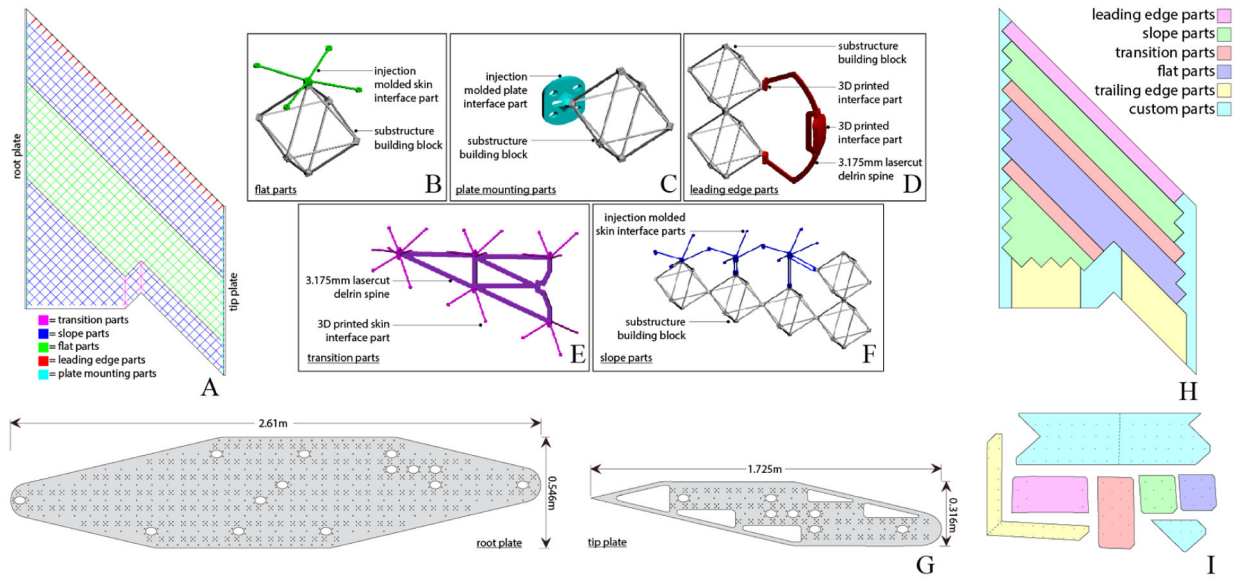 root plate
tip plate
= transition parts
= slope parts
= flat parts
= leading edge parts
= plate mounting parts
A
injection
molded skin
interface part
substructure
building block
flat parts
B
injection
molded plate
interface part
substructure
building block
plate mounting parts
C
substructure
building block
3D printed
interface part
3D printed
interface part
3.175mm lasercut
delrin spine
leading edge parts
D
3.175mm lasercut
delrin spine
3D printed skin
interface part
transition parts
E
injection molded
skin interface parts
substructure
building block
slope parts
F
leading edge parts
slope parts
transition parts
flat parts
trailing edge parts
custom parts
H
2.61m
0.546m
root plate
1.725m
0.316m
tip plate
G
I